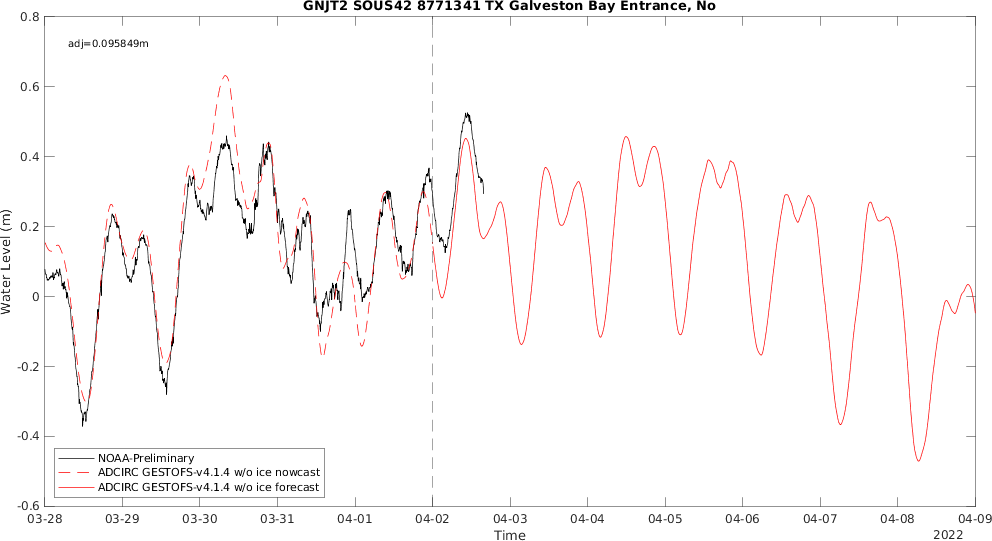 GNJT2 SOUS42 8771341 TX Galveston Bay Entrance, No
adj=0.095849m
0.8
0.6
0.4
0.2
0
-0.2
-0.4
-0.6
Water Level (m)
NOAA-Preliminary
ADCIRC GESTOFS-v4.1.4 w/o ice nowcast
ADCIRC GESTOFS-v4.1.4 w/o ice forecast
03-28 03-29 03-30 03-31 04-01 04-02 04-03 04-04 04-05 04-06 04-07 04-08 04-09
Time
2022